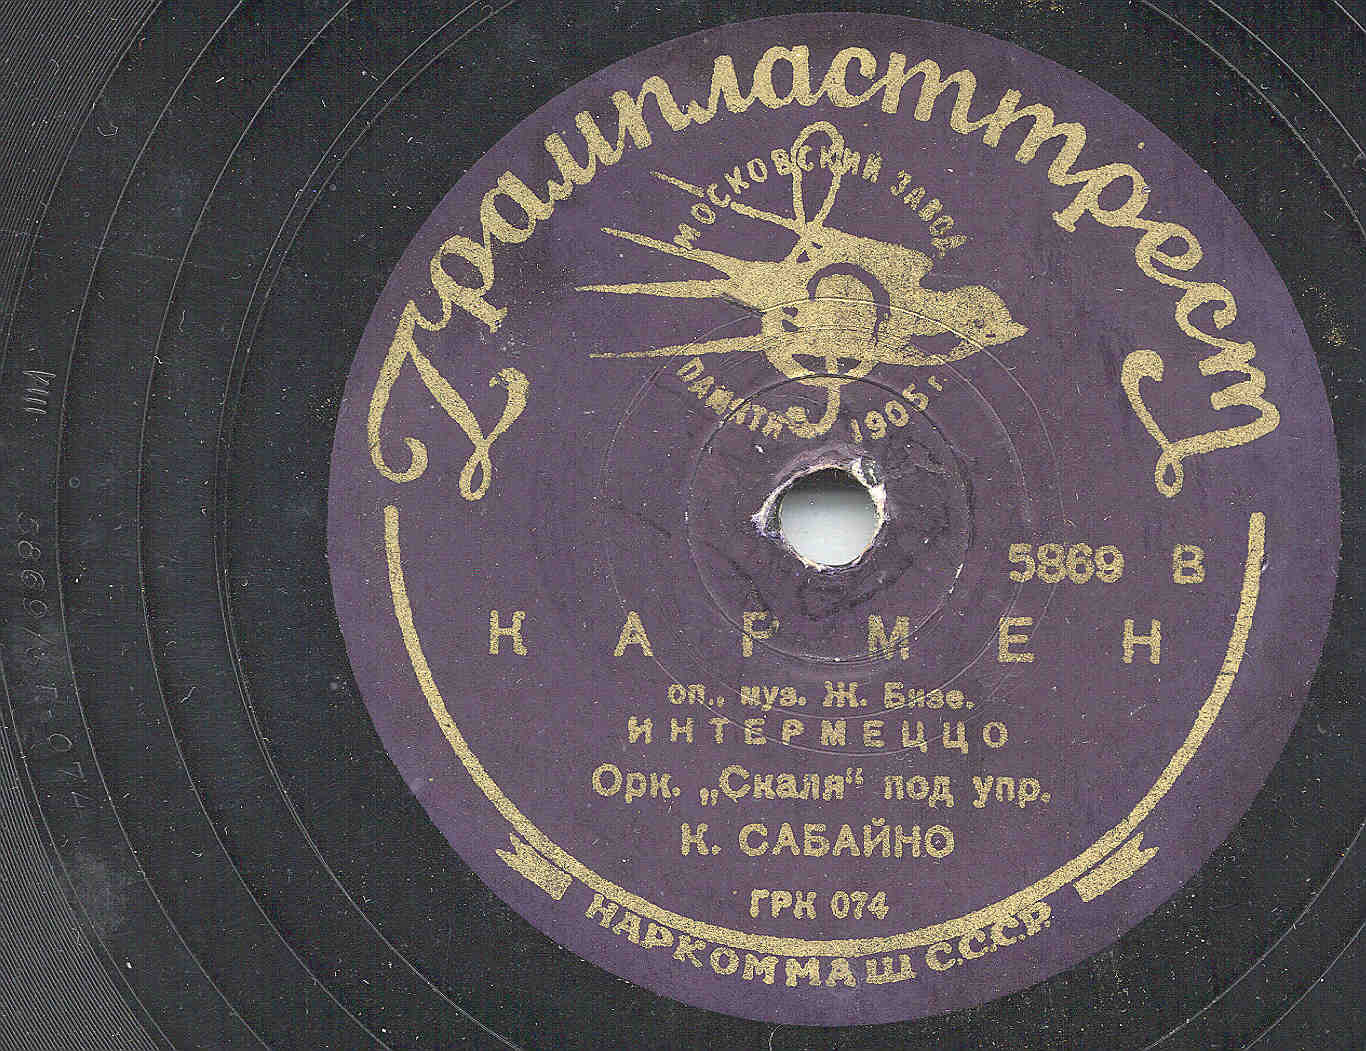 Грампласттрест
МОСКОВСКИЙ ЗАВОД
ПАМЯТИ 1905 г.
5869 В
КАРМЕН
оп., муз. Ж. Бизе.
ИНТЕРМЕЦЦО
Орк. „Скаля“ под упр.
К. САБАЙНО
ГРК 074
НАРКОММАШ С.С.С.Р.